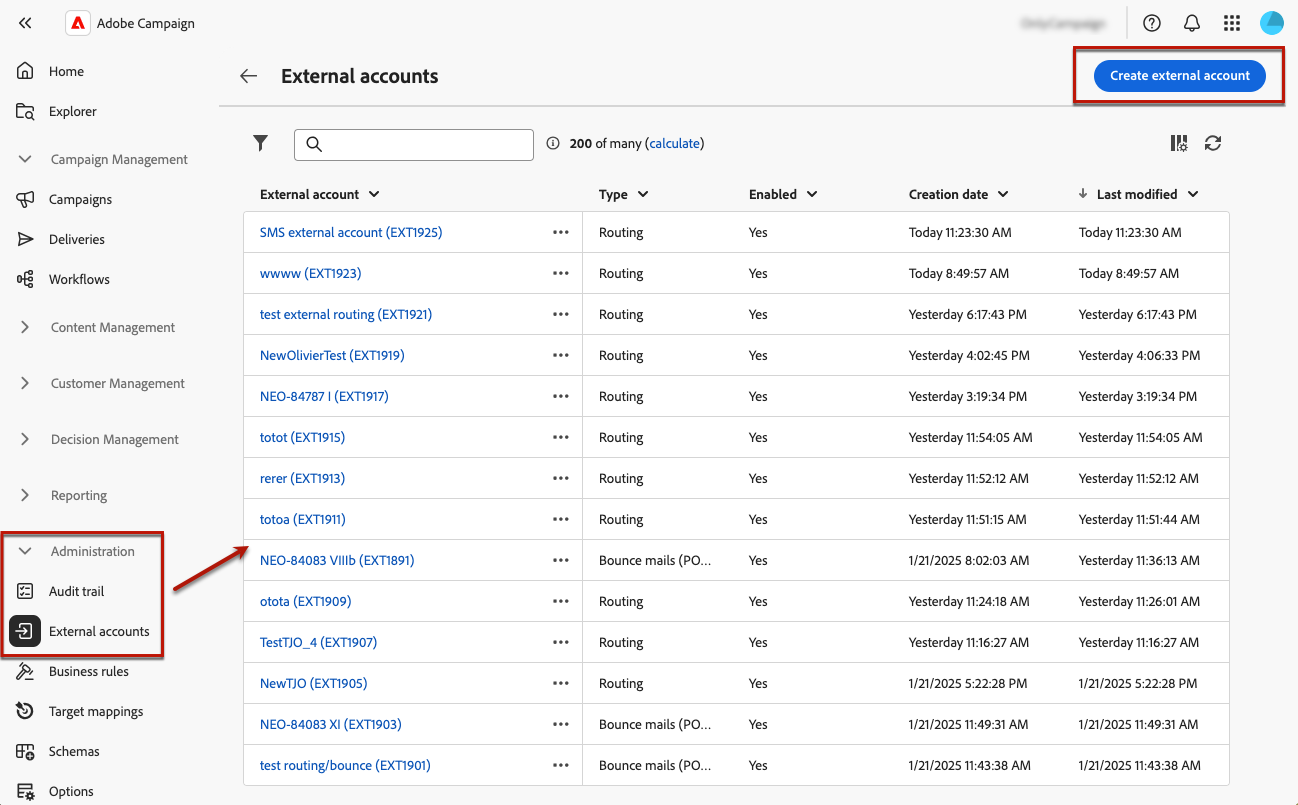 Adobe Campaign
Home
Explorer
Campaign Management
Campaigns
Deliveries
Workflows
Content Management
Customer Management
Decision Management
Reporting
Administration
Audit trail
External accounts
Business rules
Target mappings
Schemas
Options
External accounts
Create external account
200 of many (calculate)
External account Type Enabled Creation date Last modified
SMS external account (EXT1925) ••• Routing Yes Today 11:23:30 AM Today 11:23:30 AM
wwww (EXT1923) ••• Routing Yes Today 8:49:57 AM Today 8:49:57 AM
test external routing (EXT1921) ••• Routing Yes Yesterday 6:17:43 PM Yesterday 6:17:43 PM
NewOlivierTest (EXT1919) ••• Routing Yes Yesterday 4:02:45 PM Yesterday 4:06:33 PM
NEO-84787 I (EXT1917) ••• Routing Yes Yesterday 3:19:34 PM Yesterday 3:19:34 PM
totot (EXT1915) ••• Routing Yes Yesterday 11:54:05 AM Yesterday 11:54:05 AM
rerer (EXT1913) ••• Routing Yes Yesterday 11:52:12 AM Yesterday 11:52:12 AM
totoa (EXT1911) ••• Routing Yes Yesterday 11:51:15 AM Yesterday 11:51:44 AM
NEO-84083 VIIIb (EXT1891) ••• Bounce mails (PO... Yes 1/21/2025 8:02:03 AM Yesterday 11:36:13 AM
otota (EXT1909) ••• Routing Yes Yesterday 11:24:18 AM Yesterday 11:26:01 AM
TestTJO_4 (EXT1907) ••• Routing Yes Yesterday 11:16:27 AM Yesterday 11:16:27 AM
NewTJO (EXT1905) ••• Routing Yes 1/21/2025 5:22:28 PM 1/21/2025 5:22:28 PM
NEO-84083 XI (EXT1903) ••• Bounce mails (PO... Yes 1/21/2025 11:49:31 AM 1/21/2025 11:49:31 AM
test routing/bounce (EXT1901) ••• Bounce mails (PO... Yes 1/21/2025 11:43:38 AM 1/21/2025 11:43:38 AM